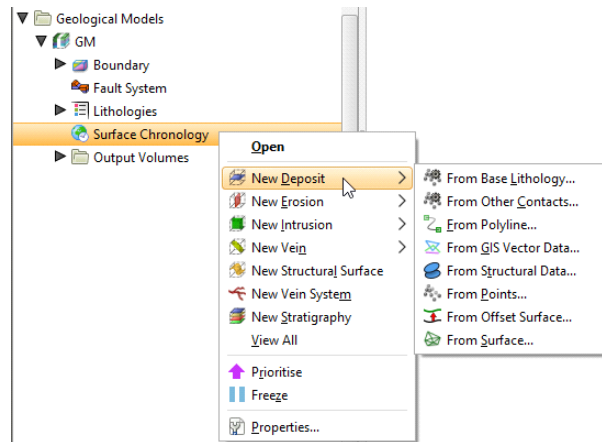 Geological Models
GM
Boundary
Fault System
Lithologies
Surface Chronology
Output Volumes
Open
New Deposit
New Erosion
New Intrusion
New Vein
New Structural Surface
New Vein System
New Stratigraphy
View All
Prioritise
Freeze
Properties...
From Base Lithology...
From Other Contacts...
From Polyline...
From GIS Vector Data...
From Structural Data...
From Points...
From Offset Surface...
From Surface...